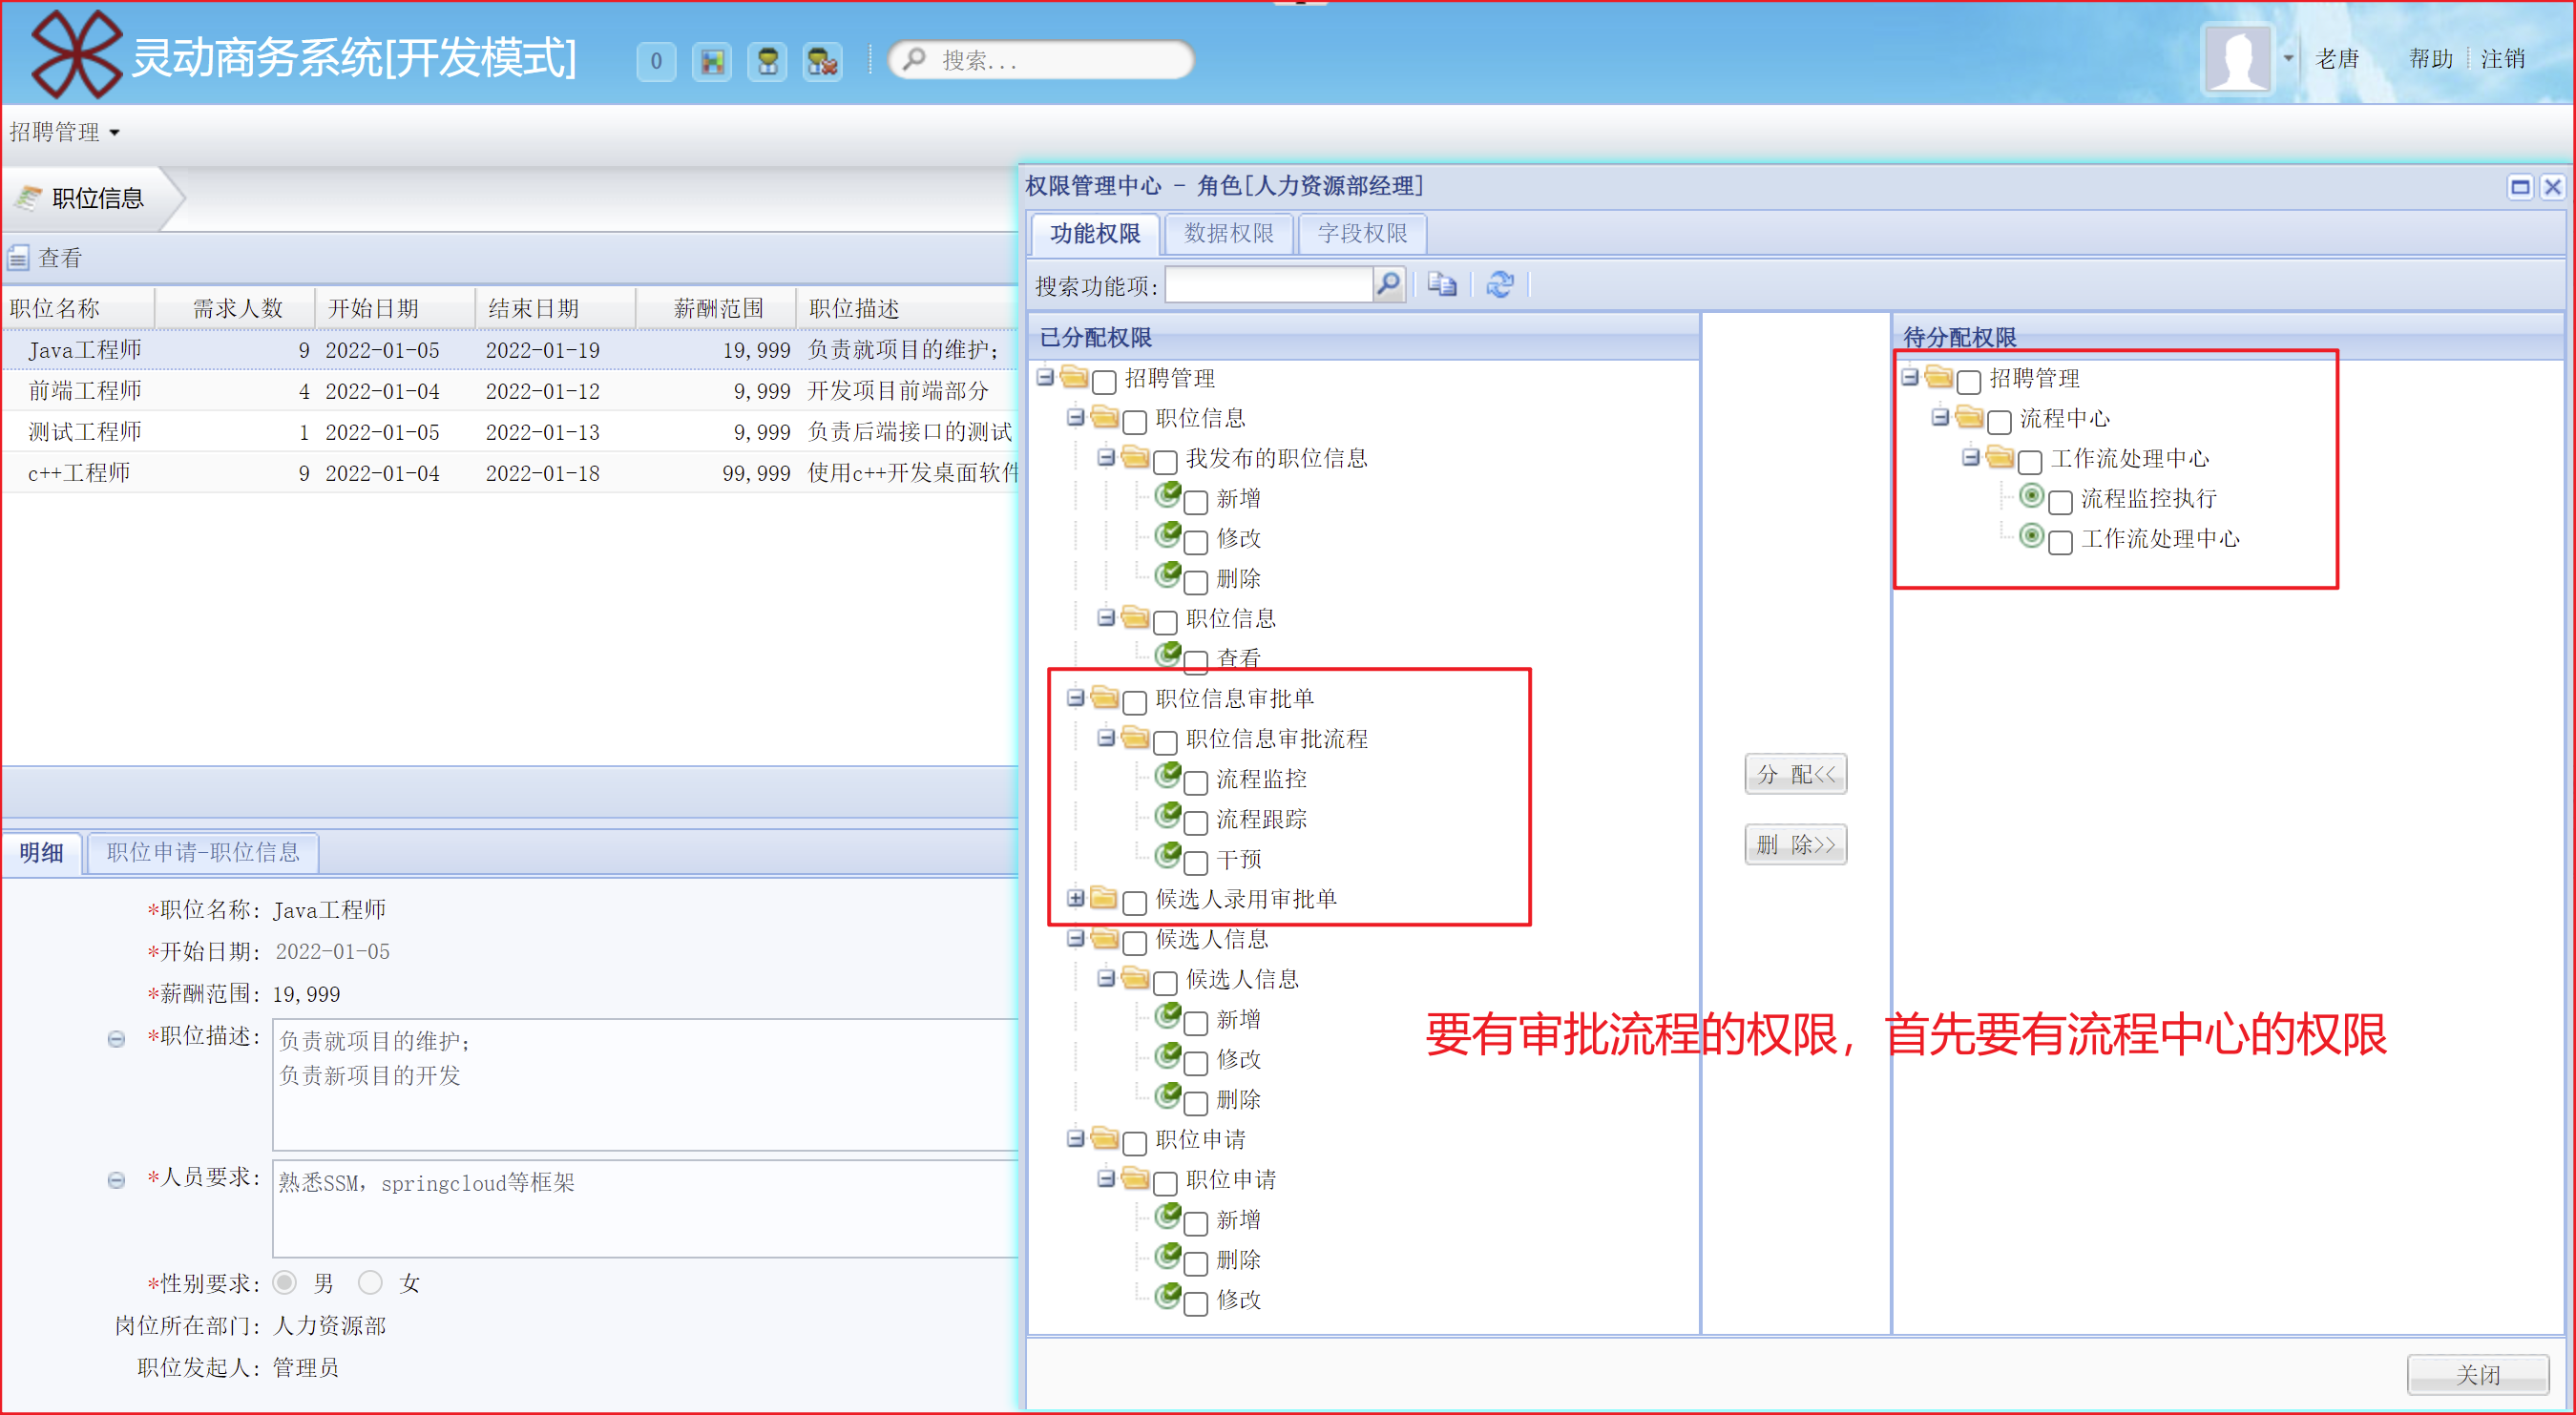 灵动商务系统[开发模式]
0
搜索...
老唐
帮助
注销
招聘管理
职位信息
查看
职位名称 需求人数 开始日期 结束日期 薪酬范围 职位描述
Java工程师 9 2022-01-05 2022-01-19 19,999 负责就项目的维护;
前端工程师 4 2022-01-04 2022-01-12 9,999 开发项目前端部分
测试工程师 1 2022-01-05 2022-01-13 9,999 负责后端接口的测试
c++工程师 9 2022-01-04 2022-01-18 99,999 使用c++开发桌面软件
明细 职位申请-职位信息
*职位名称: Java工程师
*开始日期: 2022-01-05
*薪酬范围: 19,999
*职位描述: 负责就项目的维护;
负责新项目的开发
*人员要求: 熟悉SSM, springcloud等框架
*性别要求: 男 女
岗位所在部门: 人力资源部
职位发起人: 管理员
权限管理中心 - 角色[人力资源部经理]
功能权限 数据权限 字段权限
搜索功能项:
已分配权限
招聘管理
职位信息
我发布的职位信息
新增
修改
删除
职位信息
查看
职位信息审批单
职位信息审批流程
流程监控
流程跟踪
干预
候选人录用审批单
候选人信息
候选人信息
新增
修改
删除
职位申请
职位申请
新增
删除
修改
分 配<<
删 除>>
待分配权限
招聘管理
流程中心
工作流处理中心
流程监控执行
工作流处理中心
要有审批流程的权限，首先要有流程中心的权限
关闭